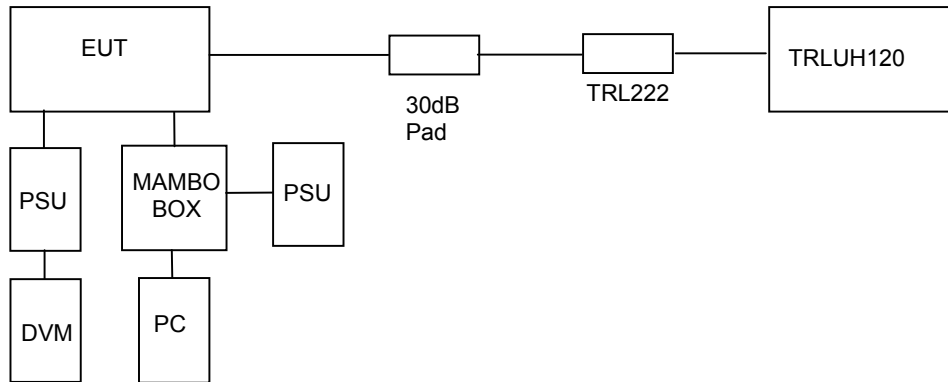 EUT
TRLUH120
30dB
Pad
TRL222
PSU
MAMBO
BOX
PSU
DVM
PC